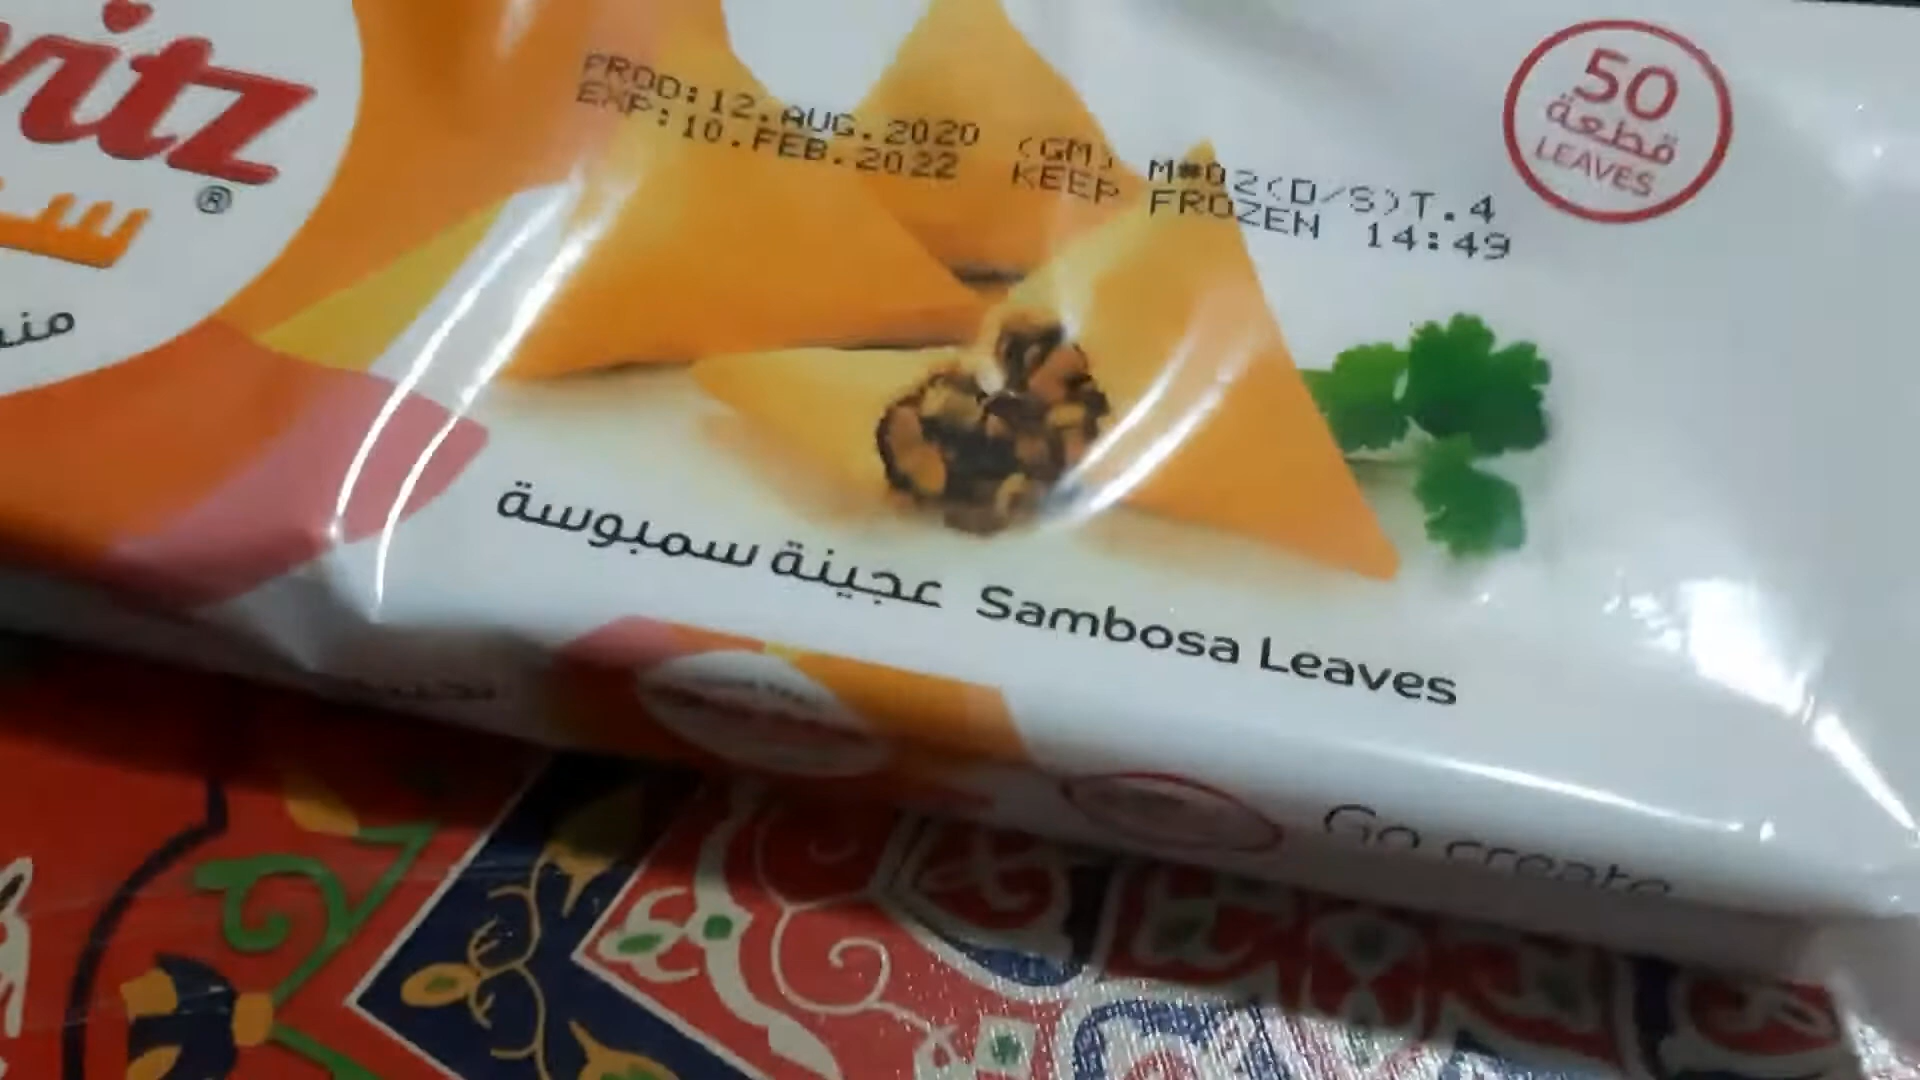 PROD:12.AUG.2020 (GM) M#02(D/S)T.4
EXP:10.FEB.2022 KEEP FROZEN 14:49
50
قطعة
LEAVES
®
عجينة سمبوسة Sambosa Leaves
Go create